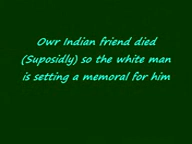 Owr Indian friend died
(Suposidly) so the white man
is setting a memoral for him